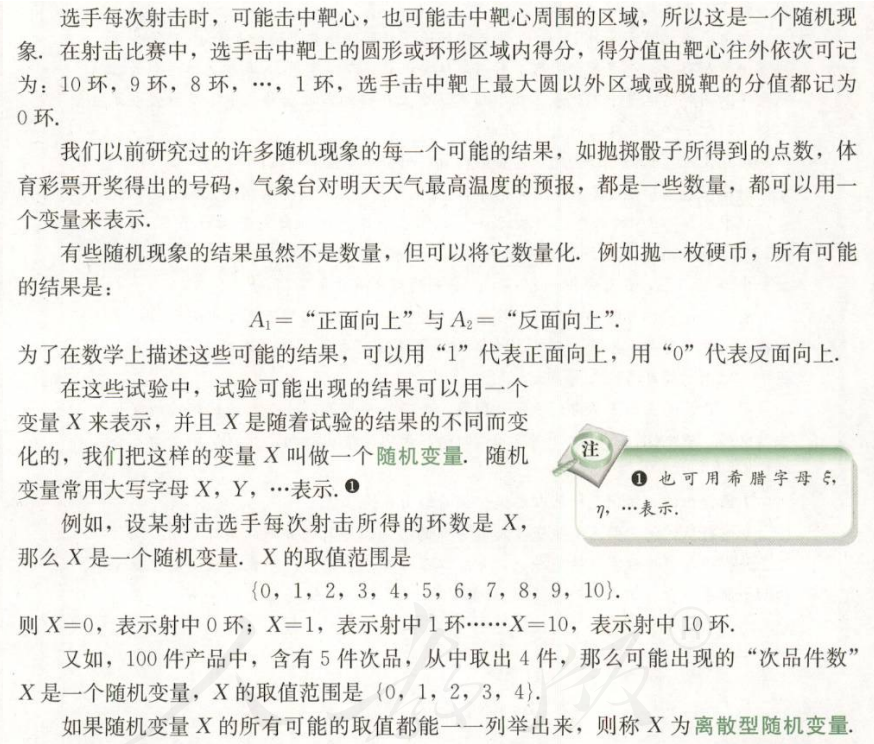 选手每次射击时，可能击中靶心，也可能击中靶心周围的区域，所以这是一个随机现
象．在射击比赛中，选手击中靶上的圆形或环形区域内得分，得分值由靶心往外依次可记
为：10 环，9 环，8 环，…，1 环，选手击中靶上最大圆以外区域或脱靶的分值都记为
0 环．
我们以前研究过的许多随机现象的每一个可能的结果，如抛掷骰子所得到的点数，体
育彩票开奖得出的号码，气象台对明天天气最高温度的预报，都是一些数量，都可以用一
个变量来表示．
有些随机现象的结果虽然不是数量，但可以将它数量化．例如抛一枚硬币，所有可能
的结果是：
A₁＝“正面向上”与 A₂＝“反面向上”．
为了在数学上描述这些可能的结果，可以用“1”代表正面向上，用“0”代表反面向上．
在这些试验中，试验可能出现的结果可以用一个
变量 X 来表示，并且 X 是随着试验的结果的不同而变
化的，我们把这样的变量 X 叫做一个随机变量．随机
变量常用大写字母 X，Y，…表示．❶
注
❶ 也可用希腊字母 ξ，
η，…表示．
例如，设某射击选手每次射击所得的环数是 X，
那么 X 是一个随机变量．X 的取值范围是
{0，1，2，3，4，5，6，7，8，9，10}．
则 X=0，表示射中 0 环；X=1，表示射中 1 环……X=10，表示射中 10 环．
又如，100 件产品中，含有 5 件次品，从中取出 4 件，那么可能出现的“次品件数”
X 是一个随机变量，X 的取值范围是 {0，1，2，3，4}．
如果随机变量 X 的所有可能的取值都能一一列举出来，则称 X 为离散型随机变量．